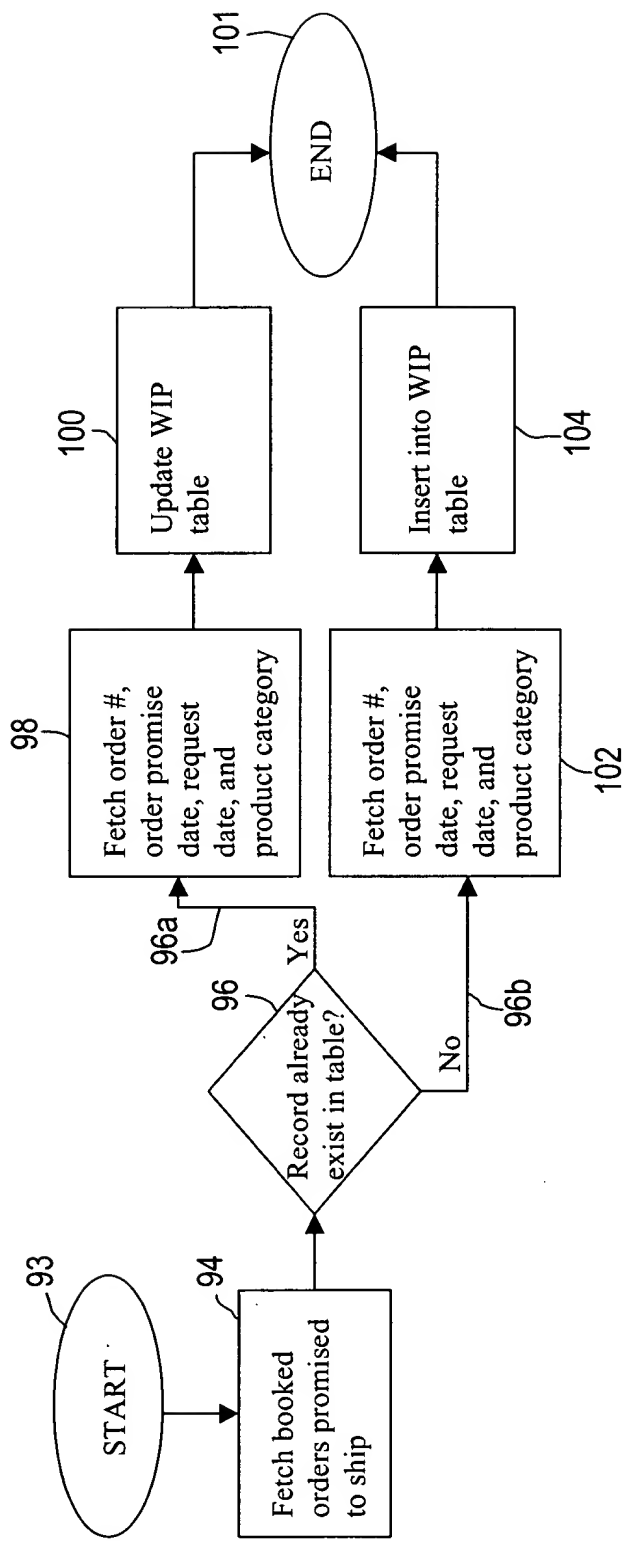 93
START
94
Fetch booked
orders promised
to ship
96
Record already
exist in table?
96a
Yes
98
Fetch order #,
order promise
date, request
date, and
product category
100
Update WIP
table
No
96b
Fetch order #,
order promise
date, request
date, and
product category
102
Insert into WIP
table
104
101
END